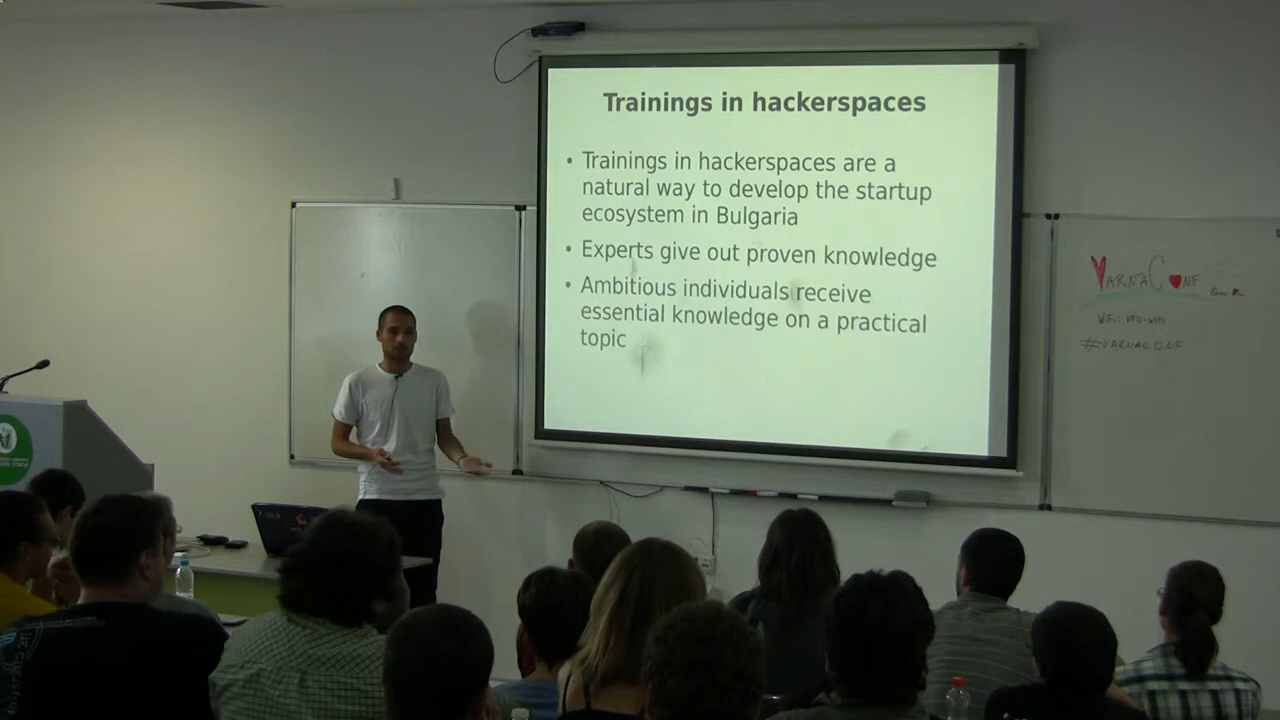 Trainings in hackerspaces
• Trainings in hackerspaces are a
natural way to develop the startup
ecosystem in Bulgaria
• Experts give out proven knowledge
• Ambitious individuals receive
essential knowledge on a practical
topic
VARNACONF
WiFi: VFU-WiFi
#VARNACONF